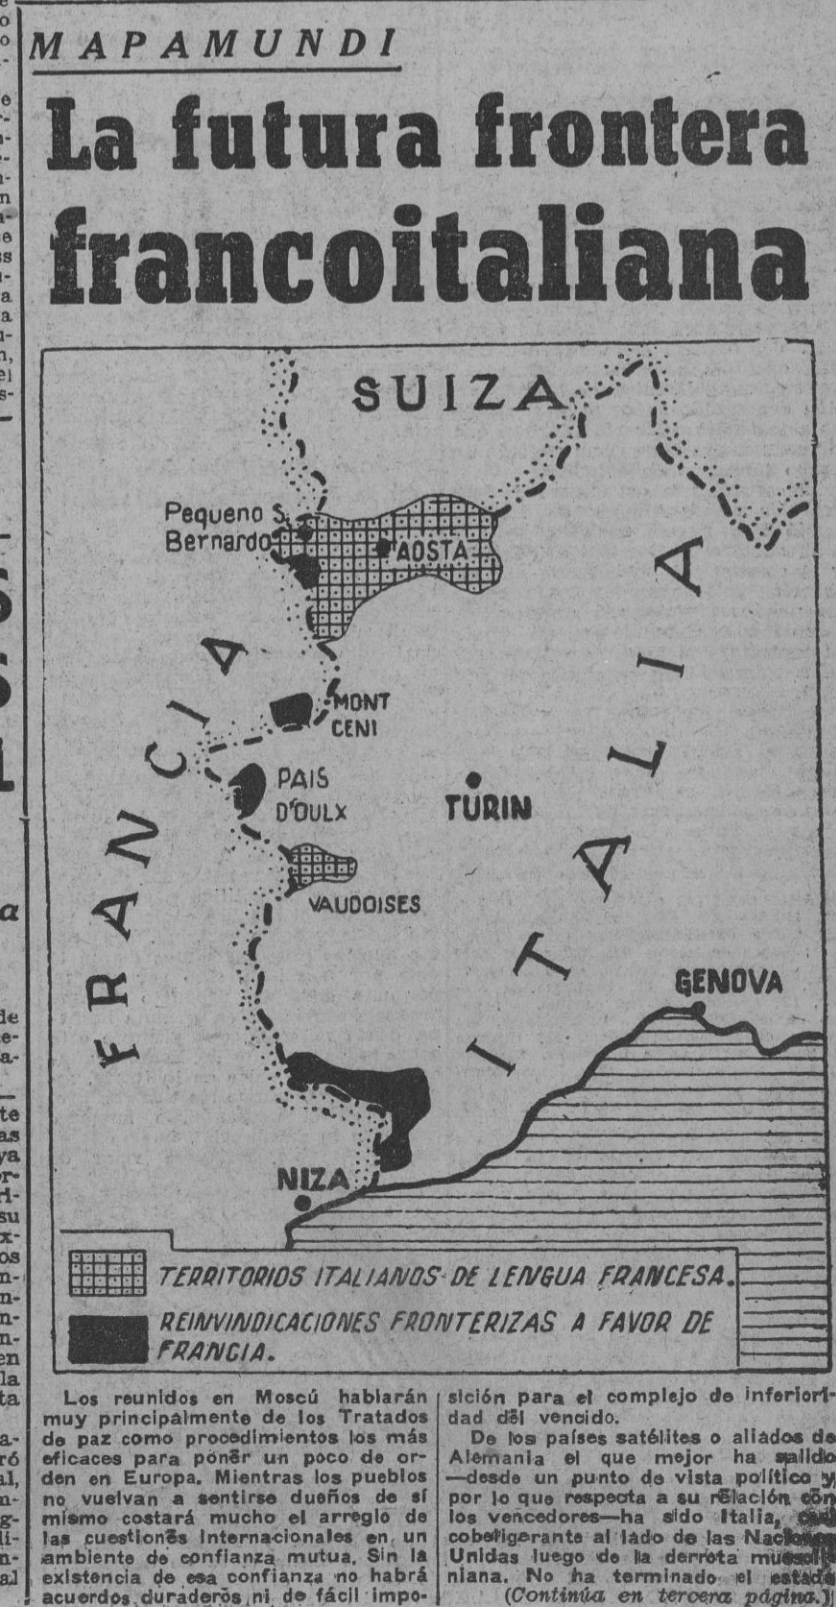 MAPAMUNDI
La futura frontera
francoitaliana
SUIZA
Pequeno S.
Bernardo
AOSTA
FRANCIA
ITALIA
MONT
CENI
PAIS
D'OULX
TURIN
VAUDOISES
GENOVA
NIZA
TERRITORIOS ITALIANOS DE LENGUA FRANCESA.
REINVINDICACIONES FRONTERIZAS A FAVOR DE
FRANCIA.
Los reunidos en Moscú hablarán
muy principalmente de los Tratados
de paz como procedimientos los más
eficaces para poner un poco de or-
den en Europa. Mientras los pueblos
no vuelvan a sentirse dueños de sí
mismo costará mucho el arreglo de
las cuestiones internacionales en un
ambiente de confianza mutua. Sin la
existencia de esa confianza no habrá
acuerdos duraderos ni de fácil impo-
sición para el complejo de inferiori-
dad del vencido.
De los países satélites o aliados de
Alemania el que mejor ha salido
—desde un punto de vista político y
por lo que respecta a su relación con
los vencedores—ha sido Italia,
cobeligerante al lado de las Naciones
Unidas luego de la derrota mussoli-
niana. No ha terminado el estado
(Continúa en tercera página.)